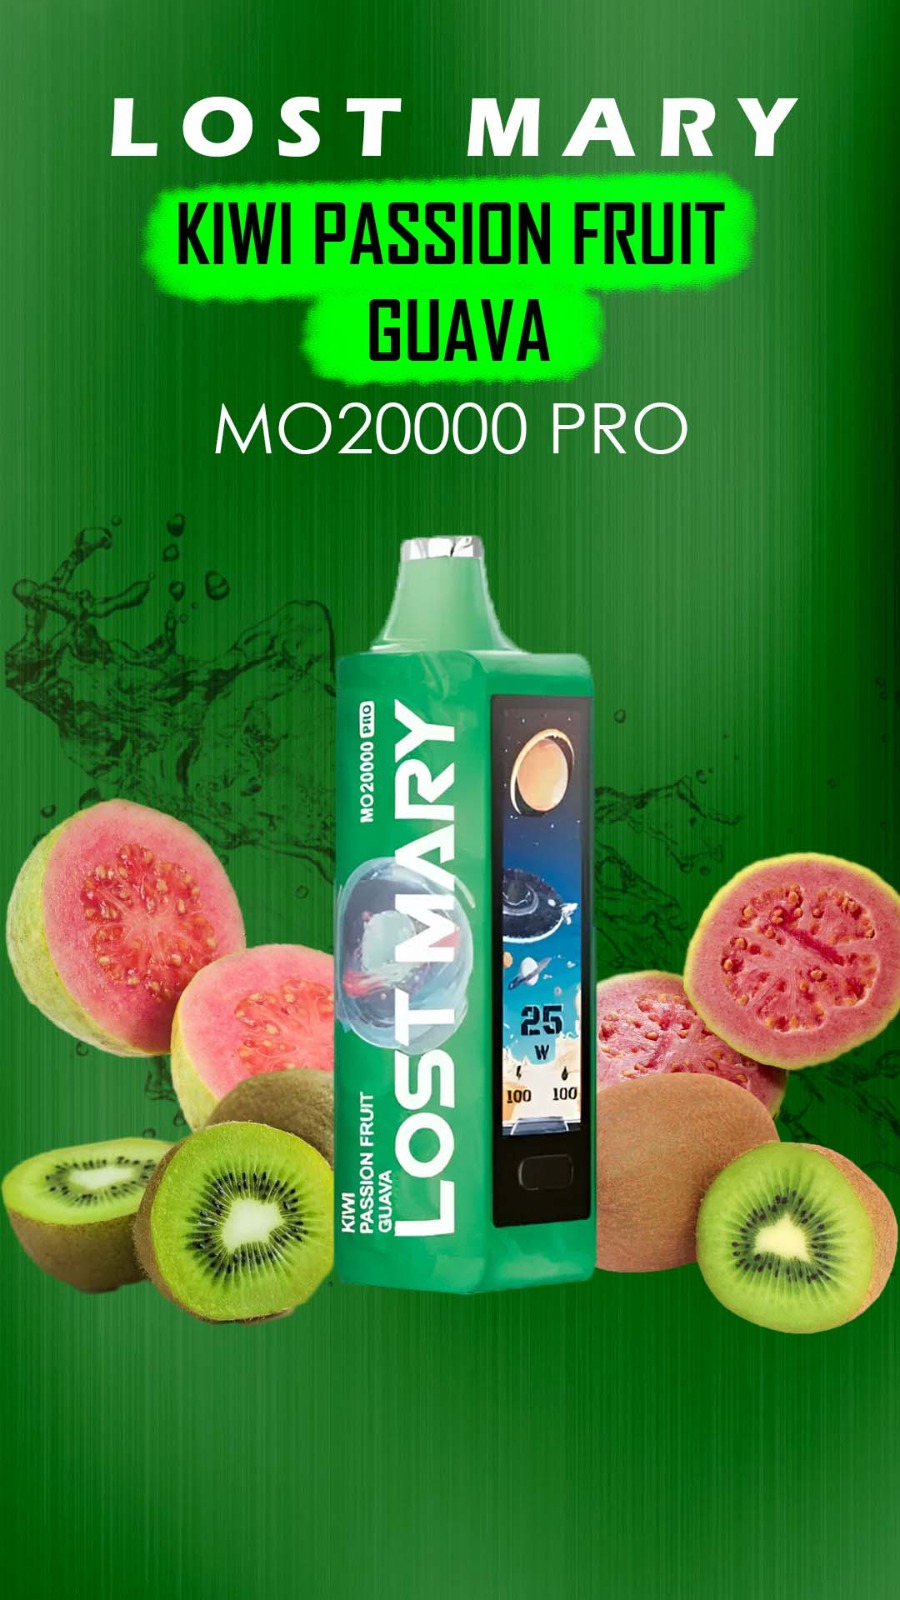 LOST MARY
KIWI PASSION FRUIT
GUAVA
MO20000 PRO
MO20000 PRO
LOST MARY
KIWI
PASSION FRUIT
GUAVA
25
W
100 100